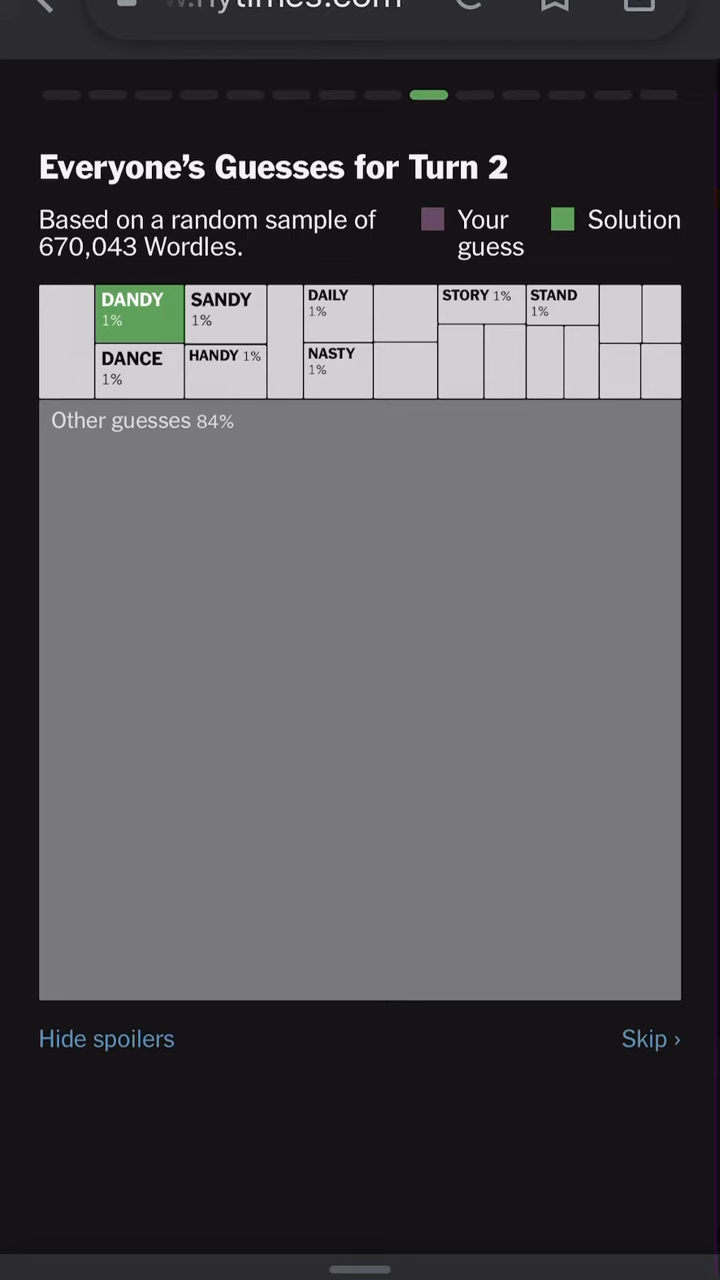 nytimes.com
Everyone’s Guesses for Turn 2
Based on a random sample of
670,043 Wordles.
Your
guess
Solution
DANDY
1%
SANDY
1%
DAILY
1%
STORY 1%
STAND
1%
DANCE
1%
HANDY 1%
NASTY
1%
Other guesses 84%
Hide spoilers
Skip ›